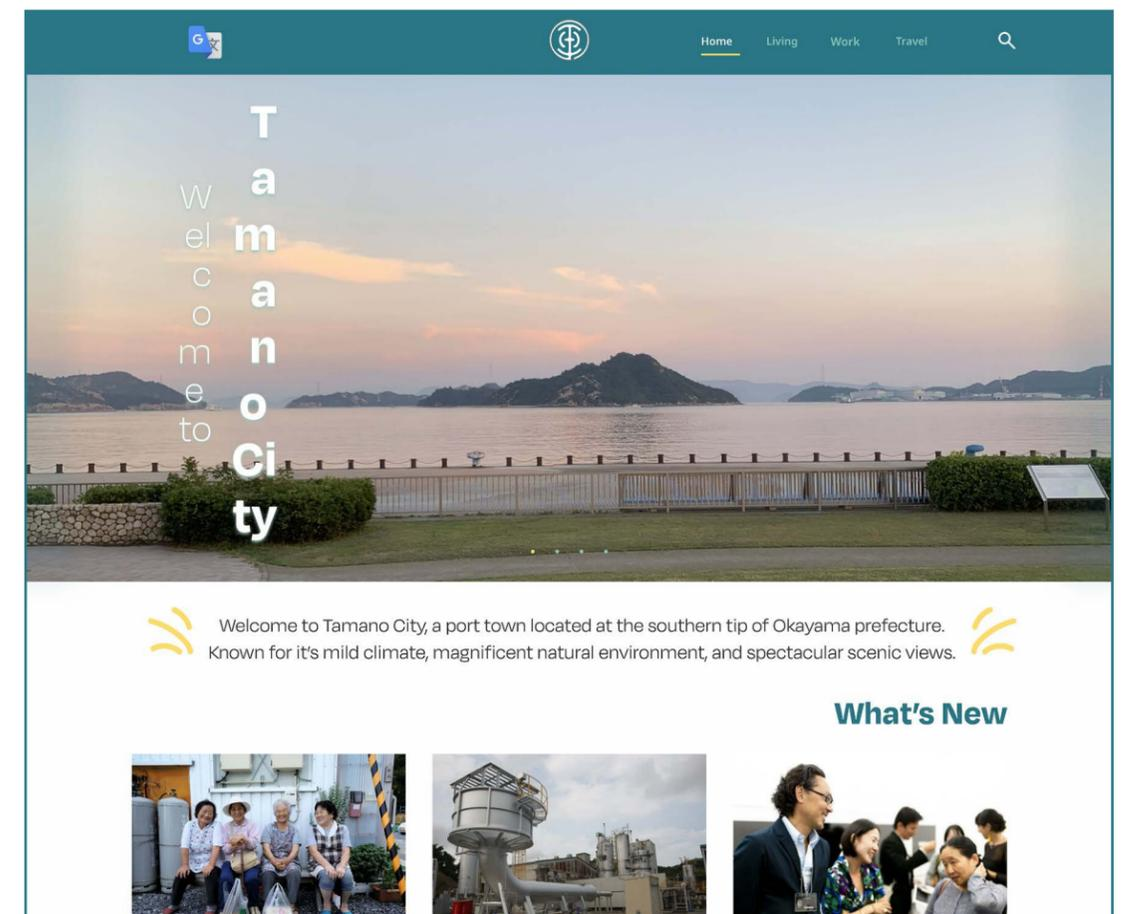 G 文
Home
Living
Work
Travel
Welcome to
Tamano City
Welcome to Tamano City, a port town located at the southern tip of Okayama prefecture.
Known for it's mild climate, magnificent natural environment, and spectacular scenic views.
What's New